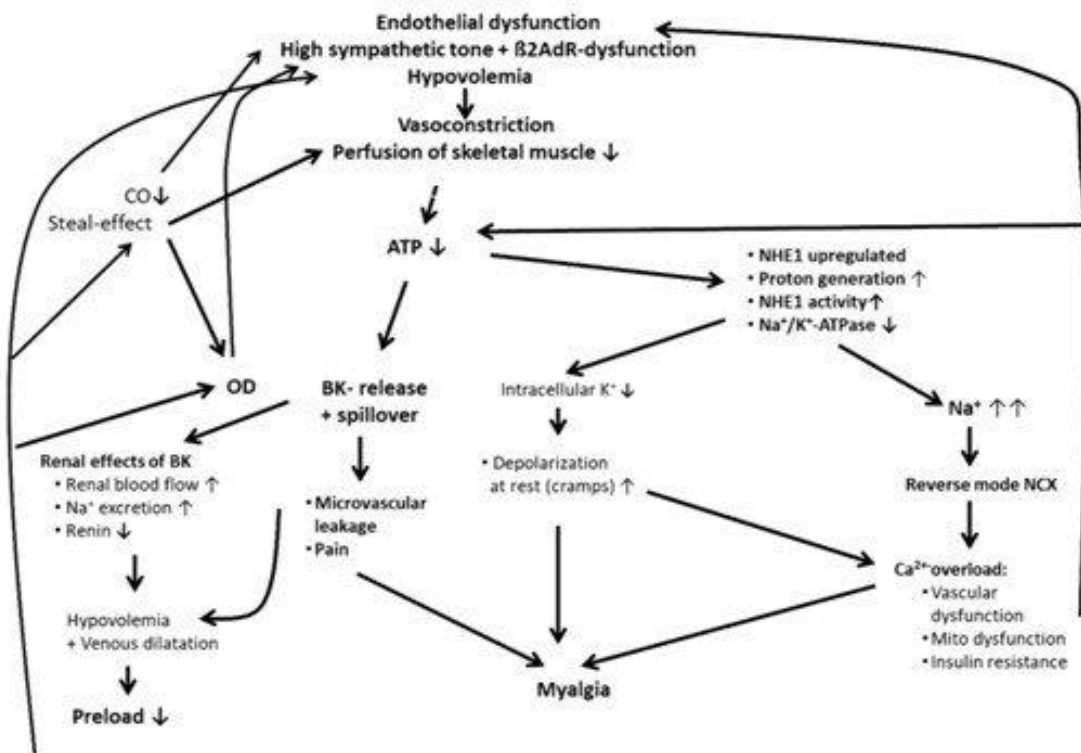 Endothelial dysfunction
High sympathetic tone + ß2AdR-dysfunction
Hypovolemia
Vasoconstriction
Perfusion of skeletal muscle ↓
CO↓
Steal-effect
ATP ↓
• NHE1 upregulated
• Proton generation ↑
• NHE1 activity↑
• Na⁺/K⁺-ATPase ↓
OD
BK- release
+ spillover
Intracellular K⁺ ↓
Na⁺ ↑↑
Renal effects of BK
• Renal blood flow ↑
• Na⁺ excretion ↑
• Renin ↓
• Microvascular
leakage
• Pain
• Depolarization
at rest (cramps) ↑
Reverse mode NCX
Ca²⁺overload:
• Vascular
dysfunction
• Mito dysfunction
• Insulin resistance
Hypovolemia
+ Venous dilatation
Preload ↓
Myalgia